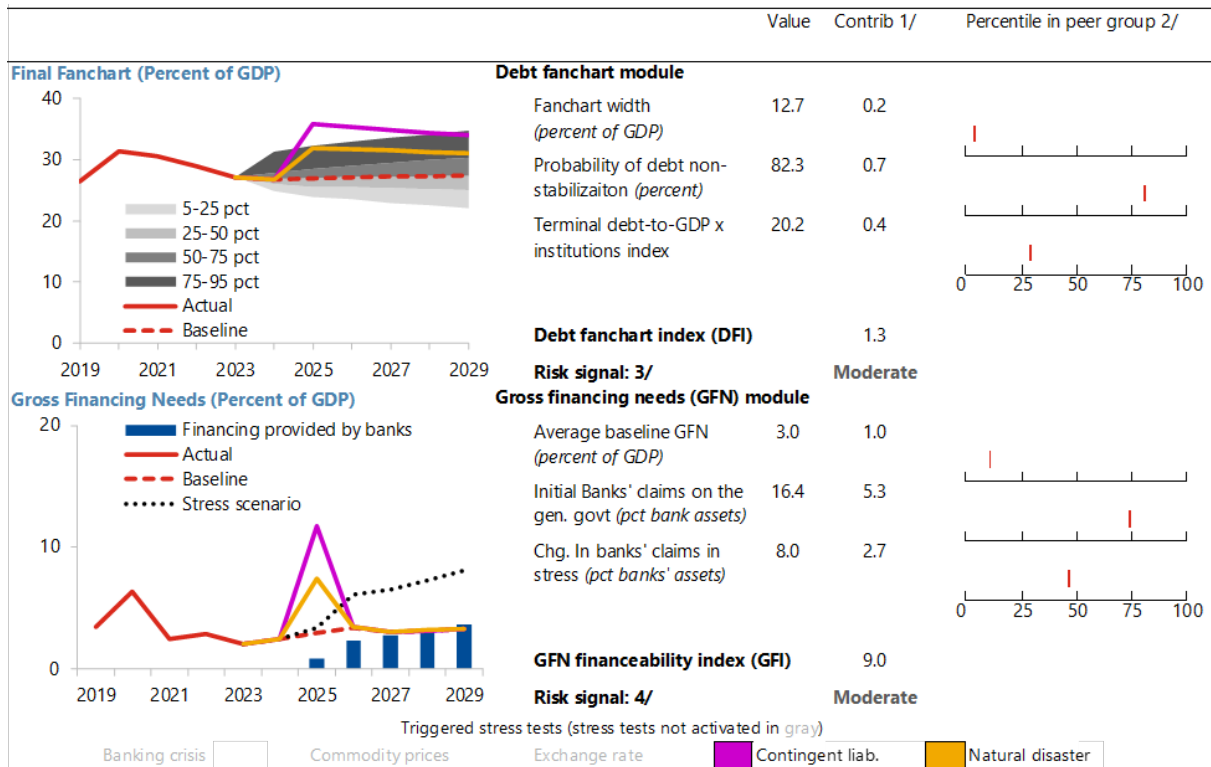 Value Contrib 1/ Percentile in peer group 2/
Final Fanchart (Percent of GDP)
40
30
20
10
0
5-25 pct
25-50 pct
50-75 pct
75-95 pct
Actual
Baseline
2019 2021 2023 2025 2027 2029
Debt fanchart module
Fanchart width 12.7 0.2
(percent of GDP)
Probability of debt non- 82.3 0.7
stabilizaiton (percent)
Terminal debt-to-GDP x 20.2 0.4
institutions index
0 25 50 75 100
Debt fanchart index (DFI) 1.3
Risk signal: 3/ Moderate
Gross Financing Needs (Percent of GDP)
20
10
0
Financing provided by banks
Actual
Baseline
Stress scenario
2019 2021 2023 2025 2027 2029
Gross financing needs (GFN) module
Average baseline GFN 3.0 1.0
(percent of GDP)
Initial Banks' claims on the 16.4 5.3
gen. govt (pct bank assets)
Chg. In banks' claims in 8.0 2.7
stress (pct banks' assets)
0 25 50 75 100
GFN financeability index (GFI) 9.0
Risk signal: 4/ Moderate
Triggered stress tests (stress tests not activated in gray)
Banking crisis Commodity prices Exchange rate Contingent liab. Natural disaster